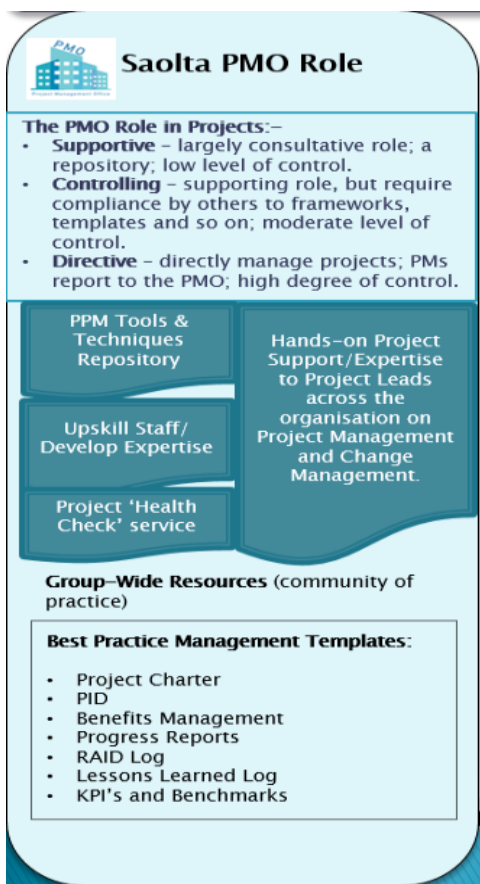 PMO
Project Management Office
Saolta PMO Role
The PMO Role in Projects:–
• Supportive – largely consultative role; a
repository; low level of control.
• Controlling – supporting role, but require
compliance by others to frameworks,
templates and so on; moderate level of
control.
• Directive – directly manage projects; PMs
report to the PMO; high degree of control.
PPM Tools &
Techniques
Repository
Upskill Staff/
Develop Expertise
Project ‘Health
Check’ service
Hands–on Project
Support/Expertise
to Project Leads
across the
organisation on
Project Management
and Change
Management.
Group–Wide Resources (community of
practice)
Best Practice Management Templates:
• Project Charter
• PID
• Benefits Management
• Progress Reports
• RAID Log
• Lessons Learned Log
• KPI’s and Benchmarks